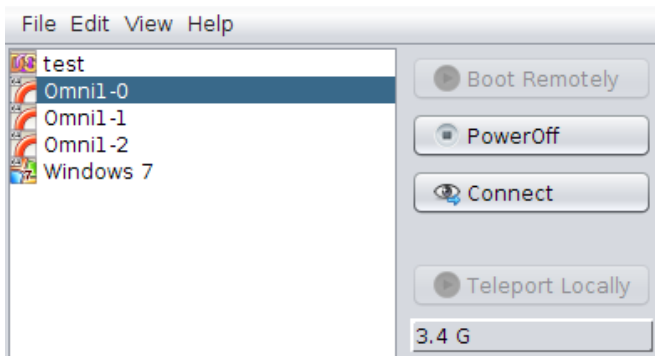 File Edit View Help
test
Omni1-0
Omni1-1
Omni1-2
Windows 7
Boot Remotely
PowerOff
Connect
Teleport Locally
3.4 G